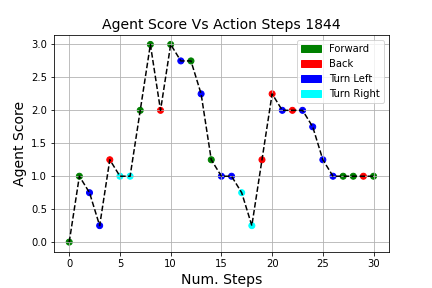 Agent Score Vs Action Steps 1844
3.0
2.5
2.0
1.5
1.0
0.5
0.0
Agent Score
Forward
Back
Turn Left
Turn Right
0 5 10 15 20 25 30
Num. Steps